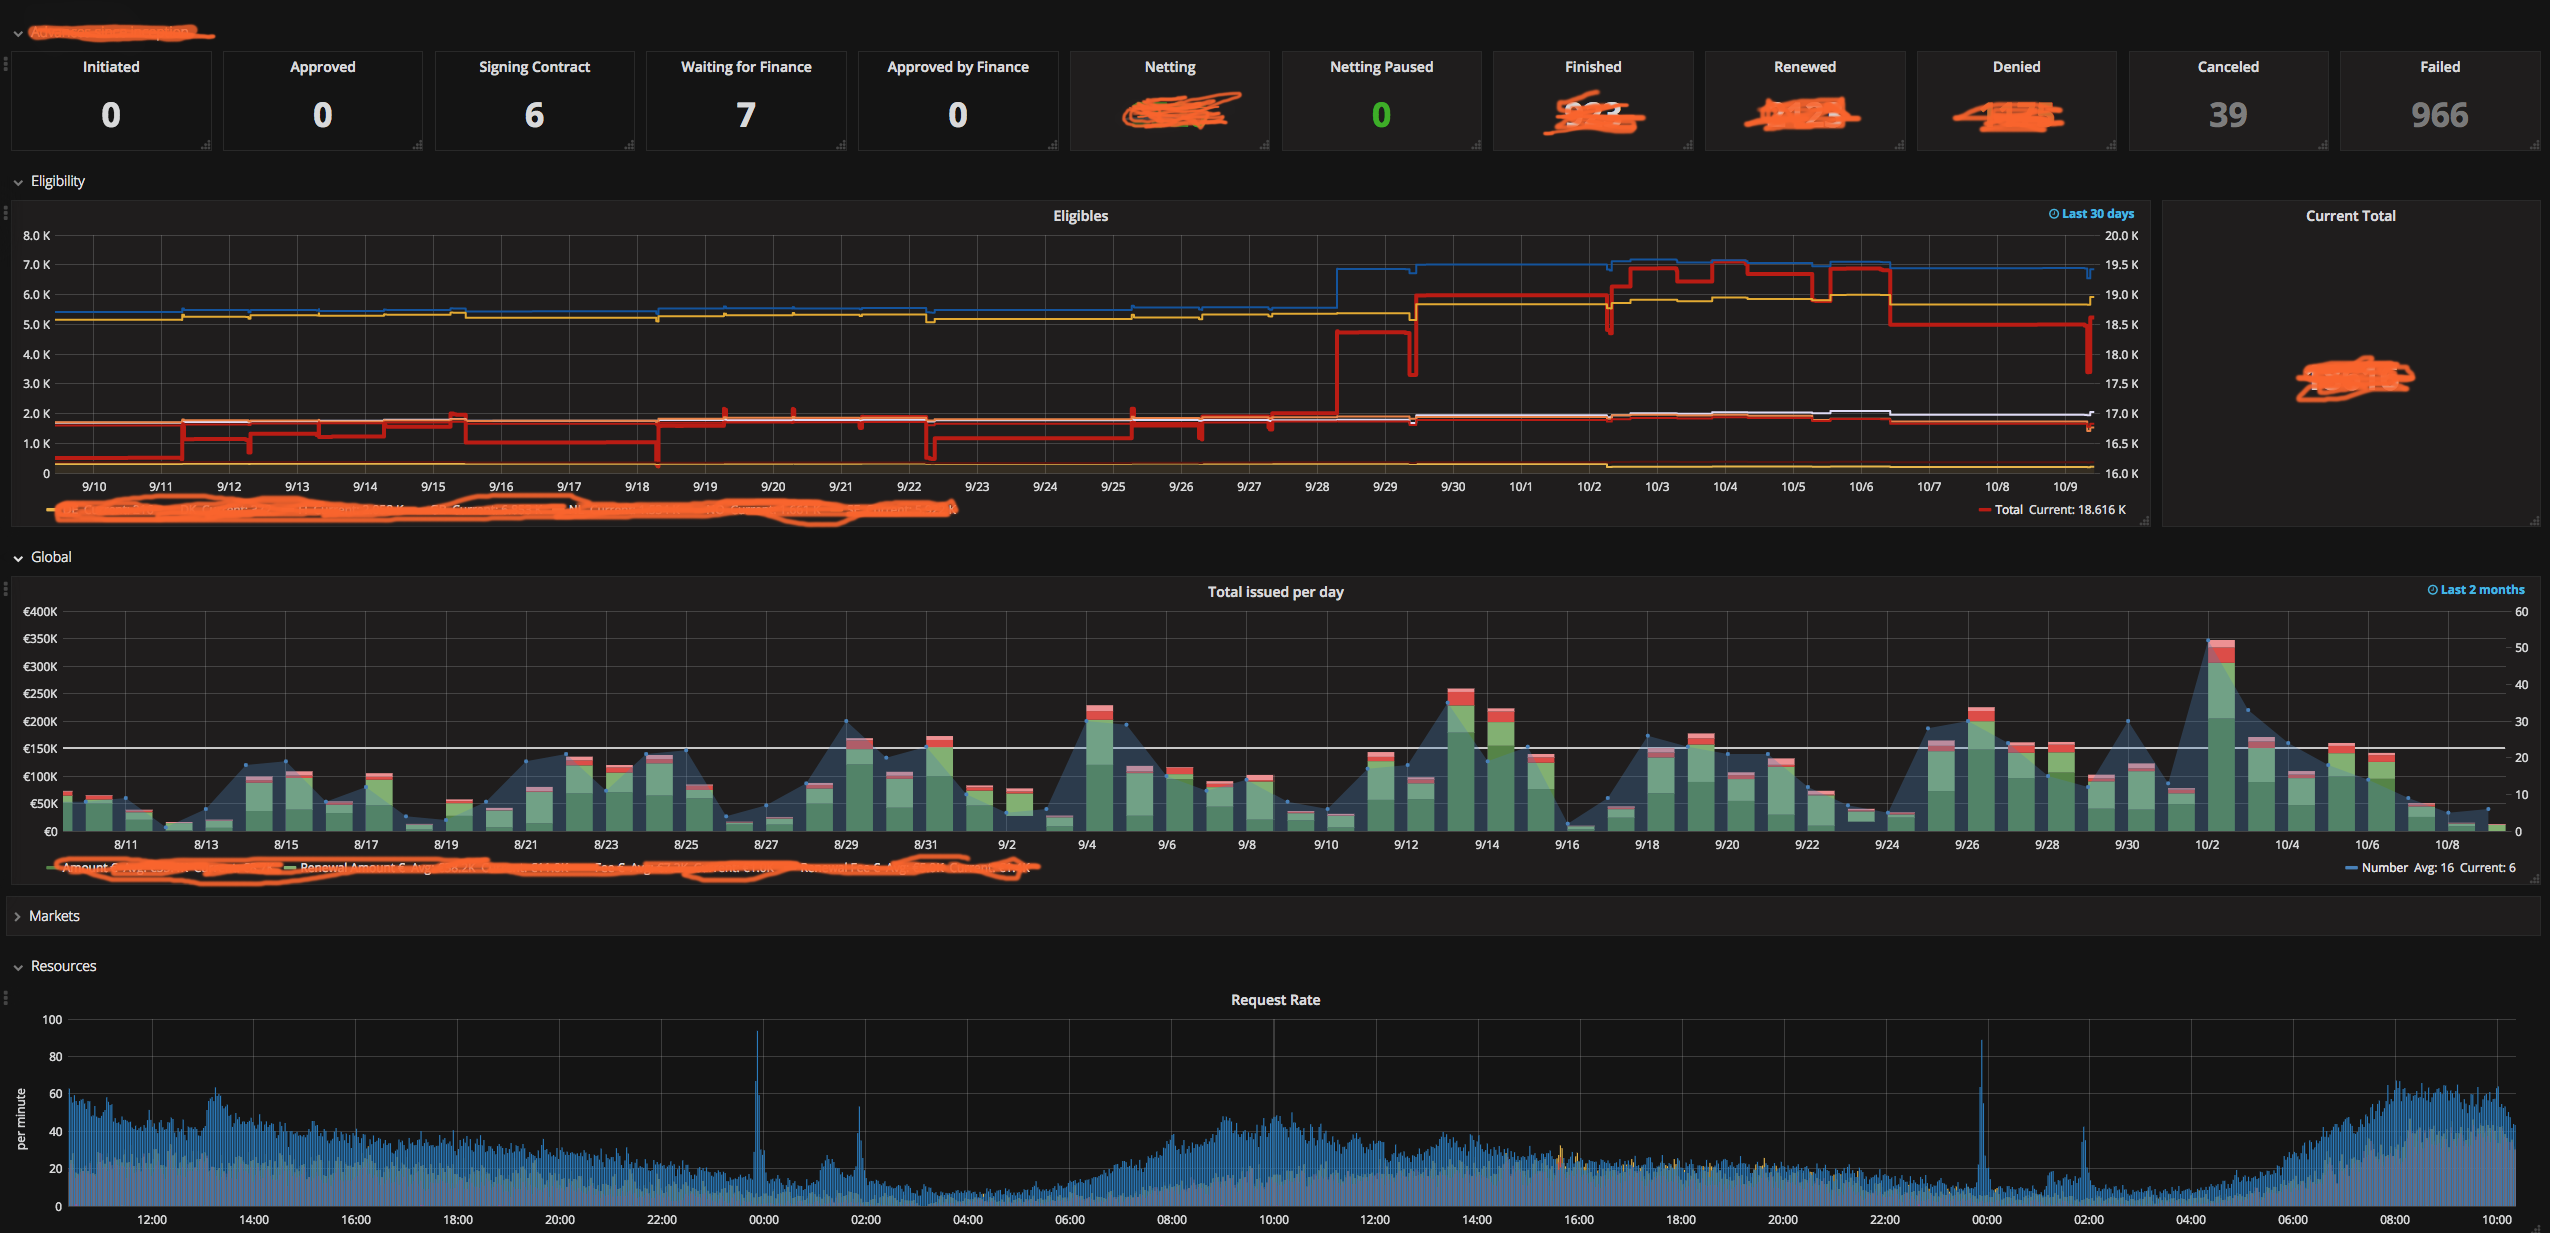 Initiated
Approved
Signing Contract
Waiting for Finance
Approved by Finance
Netting
Netting Paused
Finished
Renewed
Denied
Canceled
Failed
0
0
6
7
0
0
39
966
Eligibility
Eligibles
Last 30 days
Current Total
8.0 K
7.0 K
6.0 K
5.0 K
4.0 K
3.0 K
2.0 K
1.0 K
0
20.0 K
19.5 K
19.0 K
18.5 K
18.0 K
17.5 K
17.0 K
16.5 K
16.0 K
9/10 9/11 9/12 9/13 9/14 9/15 9/16 9/17 9/18 9/19 9/20 9/21 9/22 9/23 9/24 9/25 9/26 9/27 9/28 9/29 9/30 10/1 10/2 10/3 10/4 10/5 10/6 10/7 10/8 10/9
Total Current: 18.616 K
Global
Total issued per day
Last 2 months
€400K
€350K
€300K
€250K
€200K
€150K
€100K
€50K
€0
60
50
40
30
20
10
0
8/11 8/13 8/15 8/17 8/19 8/21 8/23 8/25 8/27 8/29 8/31 9/2 9/4 9/6 9/8 9/10 9/12 9/14 9/16 9/18 9/20 9/22 9/24 9/26 9/28 9/30 10/2 10/4 10/6 10/8
Amount Renewal Amount € Renewal Fee €
Number Avg: 16 Current: 6
Markets
Resources
Request Rate
per minute
100
80
60
40
20
0
12:00 14:00 16:00 18:00 20:00 22:00 00:00 02:00 04:00 06:00 08:00 10:00 12:00 14:00 16:00 18:00 20:00 22:00 00:00 02:00 04:00 06:00 08:00 10:00